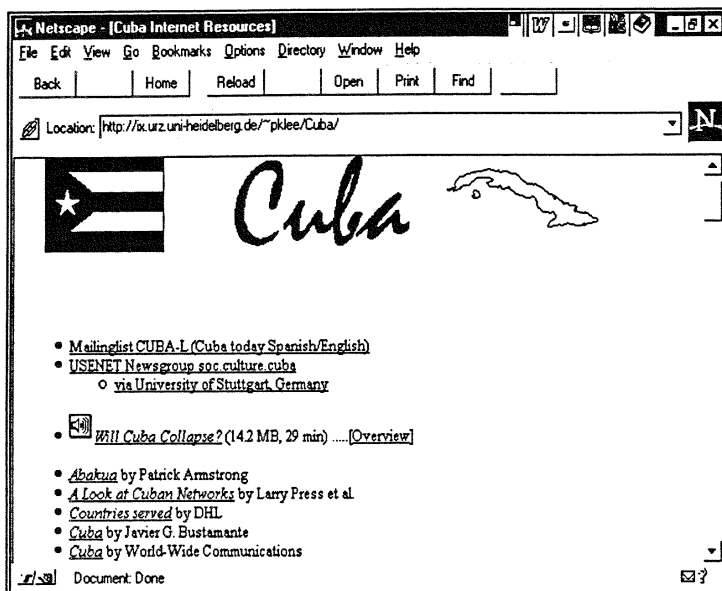 Netscape - [Cuba Internet Resources]
File Edit View Go Bookmarks Options Directory Window Help
Back Home Reload Open Print Find
Location: http://ix.urz.uni-heidelberg.de/~pklee/Cuba/
N
Cuba
Mailinglist CUBA-L (Cuba today Spanish/English)
USENET Newsgroup soc.culture.cuba
via University of Stuttgart, Germany
Will Cuba Collapse? (14.2 MB, 29 min) .....[Overview]
Abakua by Patrick Armstrong
A Look at Cuban Networks by Larry Press et al.
Countries served by DHL
Cuba by Javier G. Bustamante
Cuba by World-Wide Communications
Document: Done